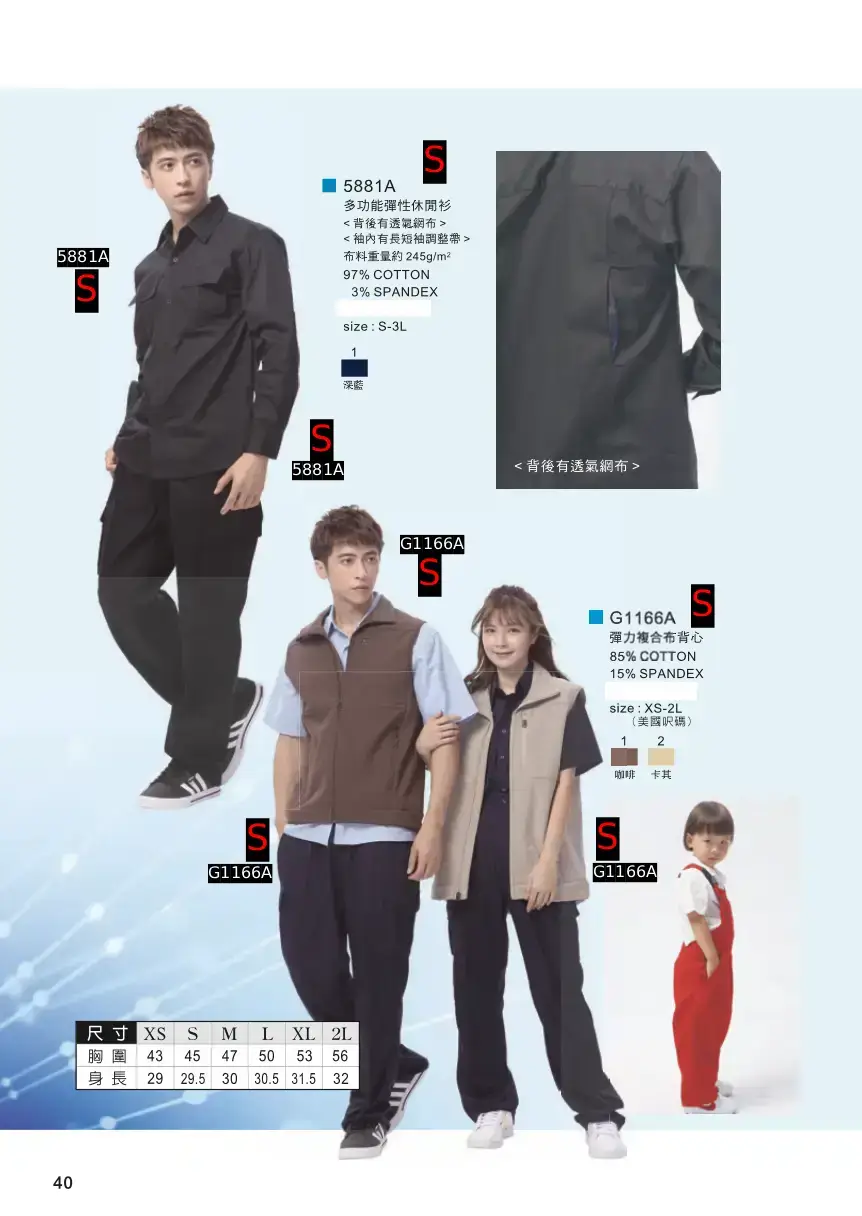 S
5881A
多功能彈性休閒衫
<背後有透氣網布>
<袖內有長短袖調整帶>
布料重量約 245g/m²
97% COTTON
3% SPANDEX
size : S-3L
1
深藍
5881A
S
S
5881A
<背後有透氣網布>
G1166A
S
S
G1166A
彈力複合布背心
85% COTTON
15% SPANDEX
size : XS-2L
（美國呎碼）
1 2
咖啡 卡其
S
G1166A
S
G1166A
尺寸 XS S M L XL 2L
胸圍 43 45 47 50 53 56
身長 29 29.5 30 30.5 31.5 32
40